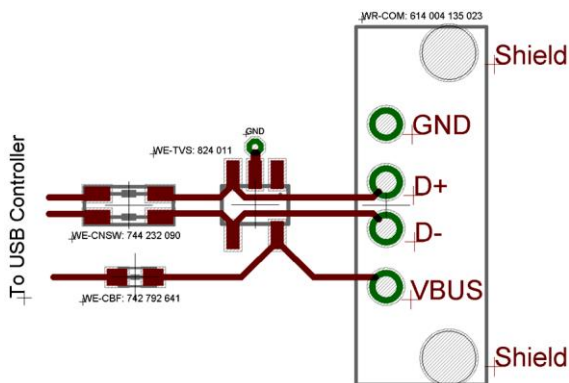 WR-COM: 614 004 135 023
Shield
GND
GND
WE-TVS: 824 011
D+
To USB Controller
D-
WE-CNSW: 744 232 090
VBUS
WE-CBF: 742 792 641
Shield